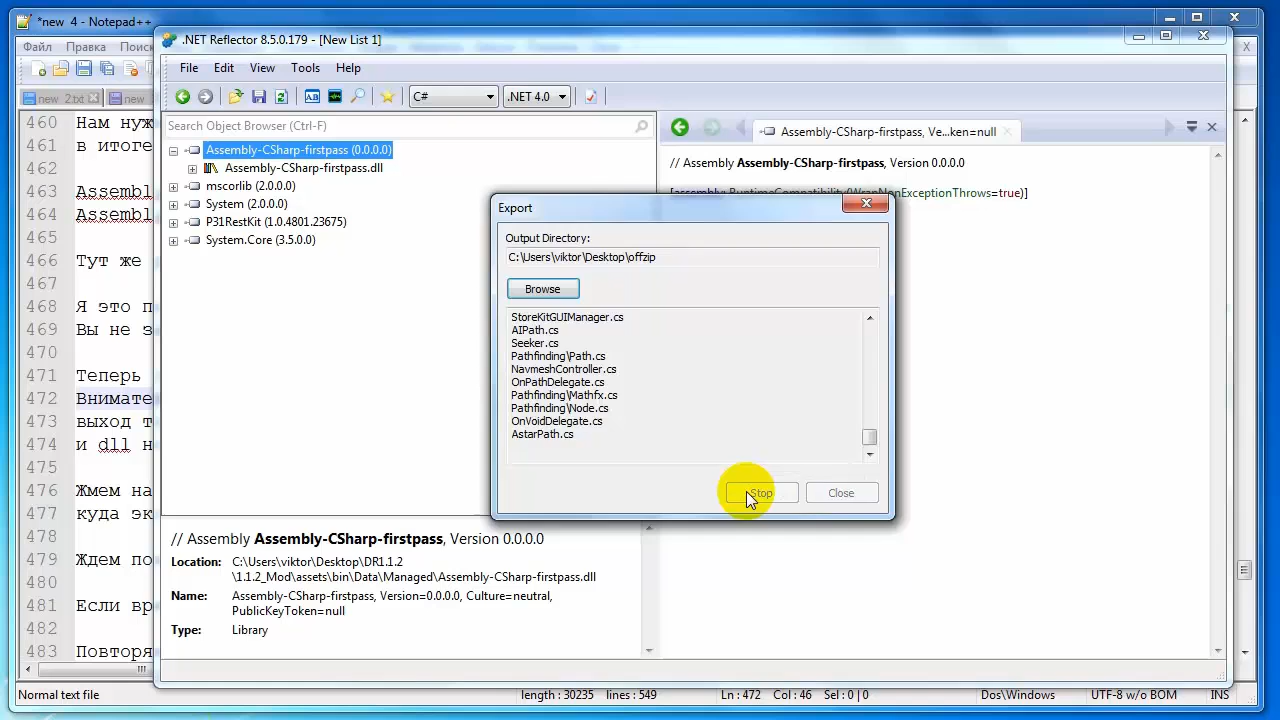 *new 4 - Notepad++
Файл Правка Поиск
new 2.txt new
460 Нам нуж
461 в итоге
462
463 Assembl
464 Assembl
465
466 Тут же
467
468 Я это п
469 Вы не з
470
471 Теперь
472 Внимате
473 выход т
474 и dll н
475
476 Жмем на
477 куда эк
478
479 Ждем по
480
481 Если вр
482
483 Повторя
Normal text file length : 30235 lines : 549 Ln : 472 Col : 46 Sel : 0 | 0 Dos\Windows UTF-8 w/o BOM INS
.NET Reflector 8.5.0.179 - [New List 1]
File Edit View Tools Help
C# .NET 4.0
Search Object Browser (Ctrl-F)
Assembly-CSharp-firstpass (0.0.0.0)
Assembly-CSharp-firstpass.dll
mscorlib (2.0.0.0)
System (2.0.0.0)
P31RestKit (1.0.4801.23675)
System.Core (3.5.0.0)
Assembly-CSharp-firstpass, Ve...ken=null
// Assembly Assembly-CSharp-firstpass, Version 0.0.0.0
[assembly: RuntimeCompatibility(WrapNonExceptionThrows=true)]
Export
Output Directory:
C:\Users\viktor\Desktop\offzip
Browse
StoreKitGUIManager.cs
AIPath.cs
Seeker.cs
Pathfinding\Path.cs
NavmeshController.cs
OnPathDelegate.cs
Pathfinding\Mathfx.cs
Pathfinding\Node.cs
OnVoidDelegate.cs
AstarPath.cs
Stop Close
// Assembly Assembly-CSharp-firstpass, Version 0.0.0.0
Location: C:\Users\viktor\Desktop\DR1.1.2
\1.1.2_Mod\assets\bin\Data\Managed\Assembly-CSharp-firstpass.dll
Name: Assembly-CSharp-firstpass, Version=0.0.0.0, Culture=neutral,
PublicKeyToken=null
Type: Library